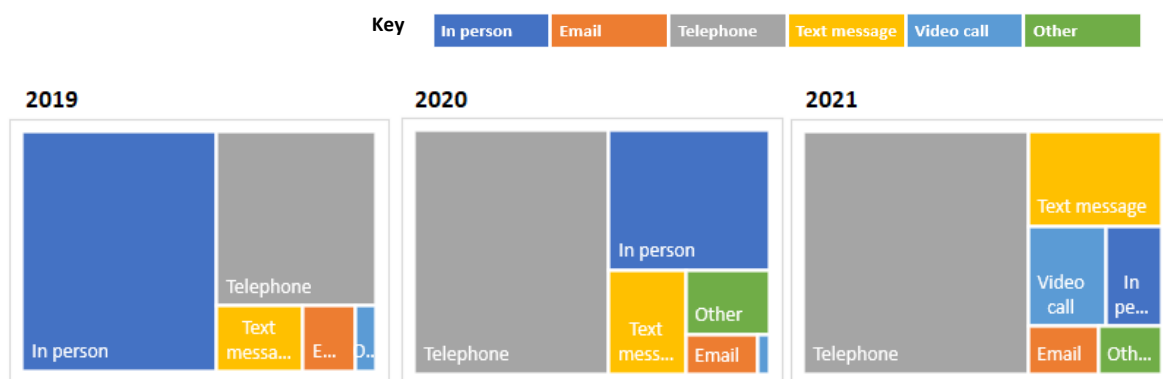 Key
In person Email Telephone Text message Video call Other
2019 2020 2021
In person
Telephone
Text
messa...
E...
Telephone
In person
Text
mess...
Other
Email
Telephone
Text message
Video
call
In
pe...
Email
Oth...